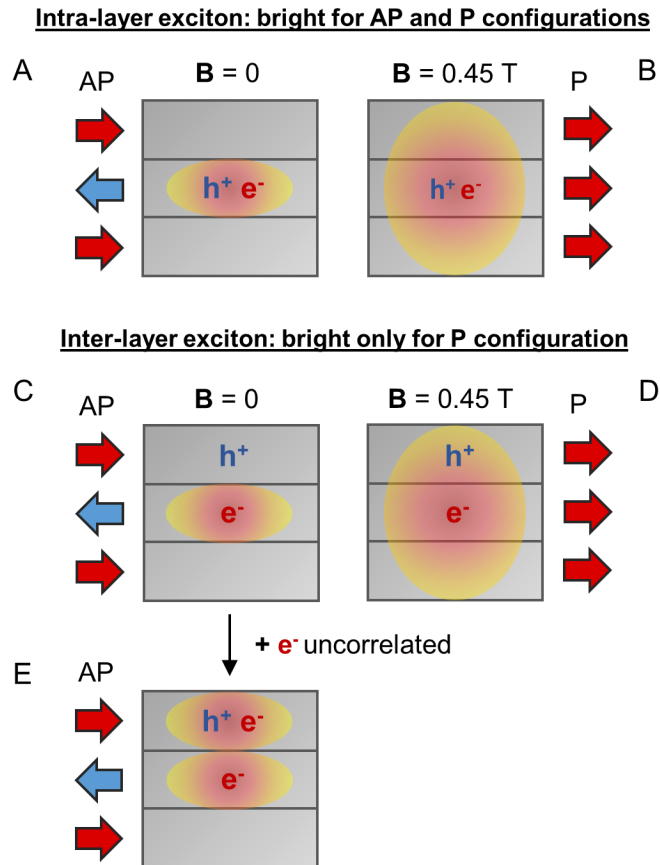 Intra-layer exciton: bright for AP and P configurations
A AP B = 0 B = 0.45 T P B
h+ e-
h+ e-
Inter-layer exciton: bright only for P configuration
C AP B = 0 B = 0.45 T P D
h+ h+
e- e-
+ e- uncorrelated
E AP
h+ e-
e-